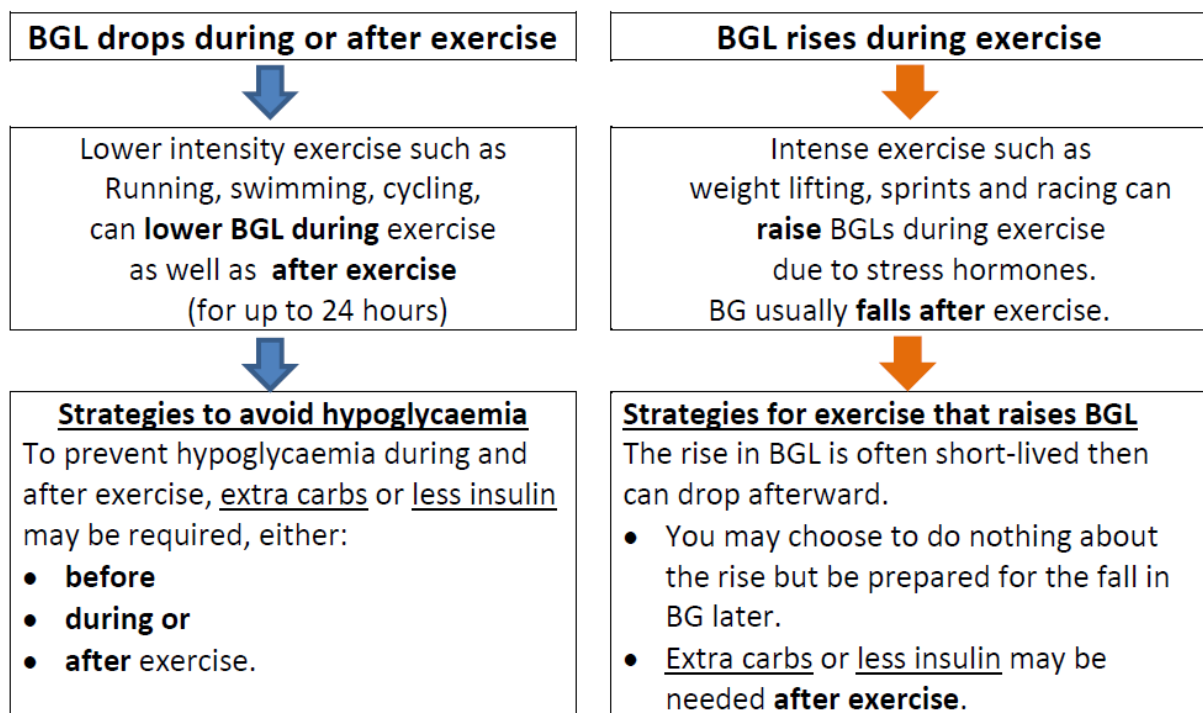 BGL drops during or after exercise
Lower intensity exercise such as
Running, swimming, cycling,
can lower BGL during exercise
as well as after exercise
(for up to 24 hours)
Strategies to avoid hypoglycaemia
To prevent hypoglycaemia during and
after exercise, extra carbs or less insulin
may be required, either:
• before
• during or
• after exercise.
BGL rises during exercise
Intense exercise such as
weight lifting, sprints and racing can
raise BGLs during exercise
due to stress hormones.
BG usually falls after exercise.
Strategies for exercise that raises BGL
The rise in BGL is often short-lived then
can drop afterward.
• You may choose to do nothing about
the rise but be prepared for the fall in
BG later.
• Extra carbs or less insulin may be
needed after exercise.